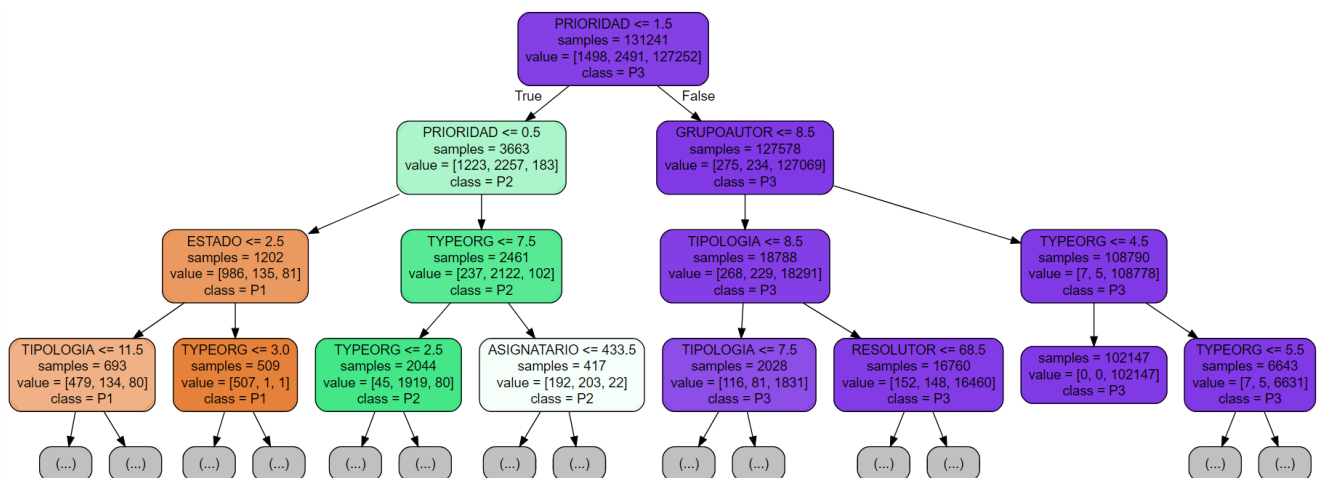 PRIORIDAD <= 1.5
samples = 131241
value = [1498, 2491, 127252]
class = P3
True
False
PRIORIDAD <= 0.5
samples = 3663
value = [1223, 2257, 183]
class = P2
GRUPOAUTOR <= 8.5
samples = 127578
value = [275, 234, 127069]
class = P3
ESTADO <= 2.5
samples = 1202
value = [986, 135, 81]
class = P1
TYPEORG <= 7.5
samples = 2461
value = [237, 2122, 102]
class = P2
TIPOLOGIA <= 8.5
samples = 18788
value = [268, 229, 18291]
class = P3
TYPEORG <= 4.5
samples = 108790
value = [7, 5, 108778]
class = P3
TIPOLOGIA <= 11.5
samples = 693
value = [479, 134, 80]
class = P1
TYPEORG <= 3.0
samples = 509
value = [507, 1, 1]
class = P1
TYPEORG <= 2.5
samples = 2044
value = [45, 1919, 80]
class = P2
ASIGNATARIO <= 433.5
samples = 417
value = [192, 203, 22]
class = P2
TIPOLOGIA <= 7.5
samples = 2028
value = [116, 81, 1831]
class = P3
RESOLUTOR <= 68.5
samples = 16760
value = [152, 148, 16460]
class = P3
samples = 102147
value = [0, 0, 102147]
class = P3
TYPEORG <= 5.5
samples = 6643
value = [7, 5, 6631]
class = P3
(...)
(...)
(...)
(...)
(...)
(...)
(...)
(...)
(...)
(...)
(...)
(...)
(...)
(...)